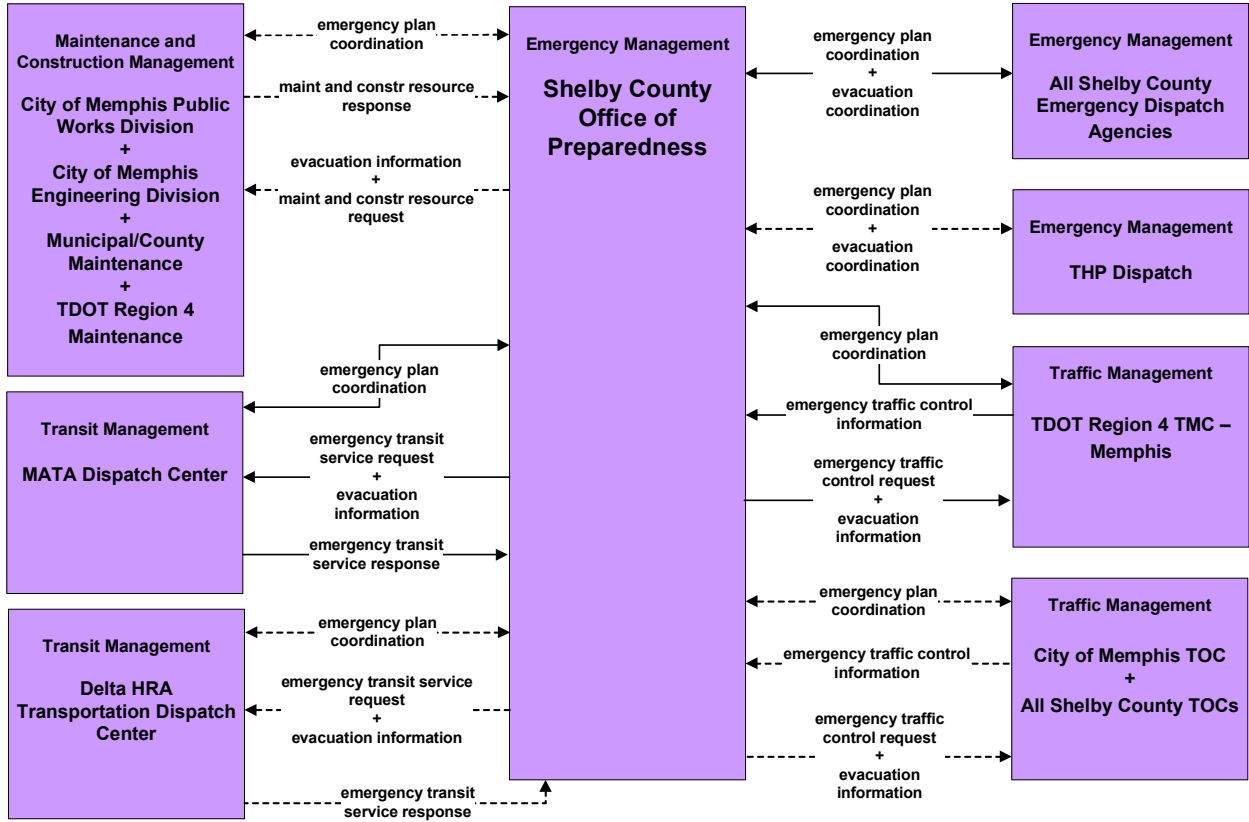 Maintenance and
Construction Management
City of Memphis Public
Works Division
+
City of Memphis
Engineering Division
+
Municipal/County
Maintenance
+
TDOT Region 4
Maintenance
emergency plan
coordination
maint and constr resource
response
evacuation information
+
maint and constr resource
request
Transit Management
MATA Dispatch Center
emergency plan
coordination
emergency transit
service request
+
evacuation
information
emergency transit
service response
Transit Management
Delta HRA
Transportation Dispatch
Center
emergency plan
coordination
emergency transit service
request
+
evacuation information
emergency transit
service response
Emergency Management
Shelby County
Office of
Preparedness
emergency plan
coordination
+
evacuation
coordination
Emergency Management
All Shelby County
Emergency Dispatch
Agencies
emergency plan
coordination
+
evacuation
coordination
Emergency Management
THP Dispatch
emergency plan
coordination
emergency traffic control
information
emergency traffic
control request
+
evacuation
information
Traffic Management
TDOT Region 4 TMC –
Memphis
emergency plan
coordination
emergency traffic control
information
emergency traffic
control request
+
evacuation
information
Traffic Management
City of Memphis TOC
+
All Shelby County TOCs